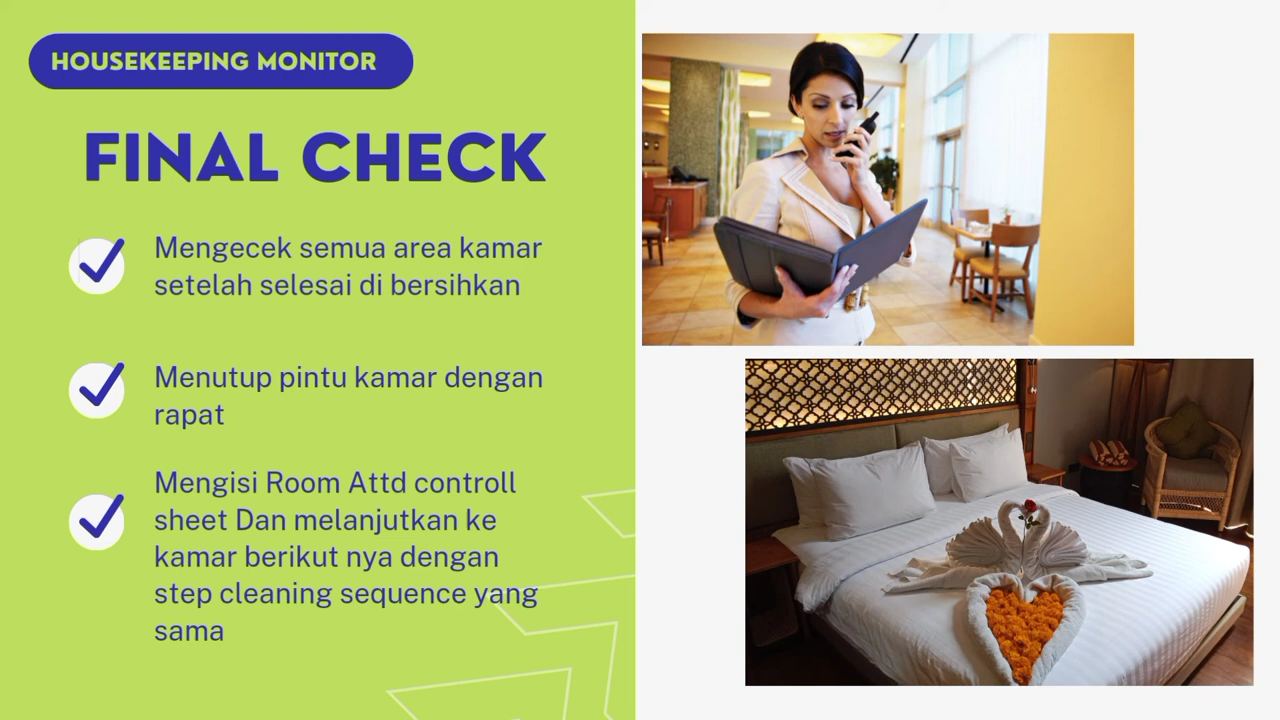 HOUSEKEEPING MONITOR
FINAL CHECK
Mengecek semua area kamar
setelah selesai di bersihkan
Menutup pintu kamar dengan
rapat
Mengisi Room Attd controll
sheet Dan melanjutkan ke
kamar berikut nya dengan
step cleaning sequence yang
sama